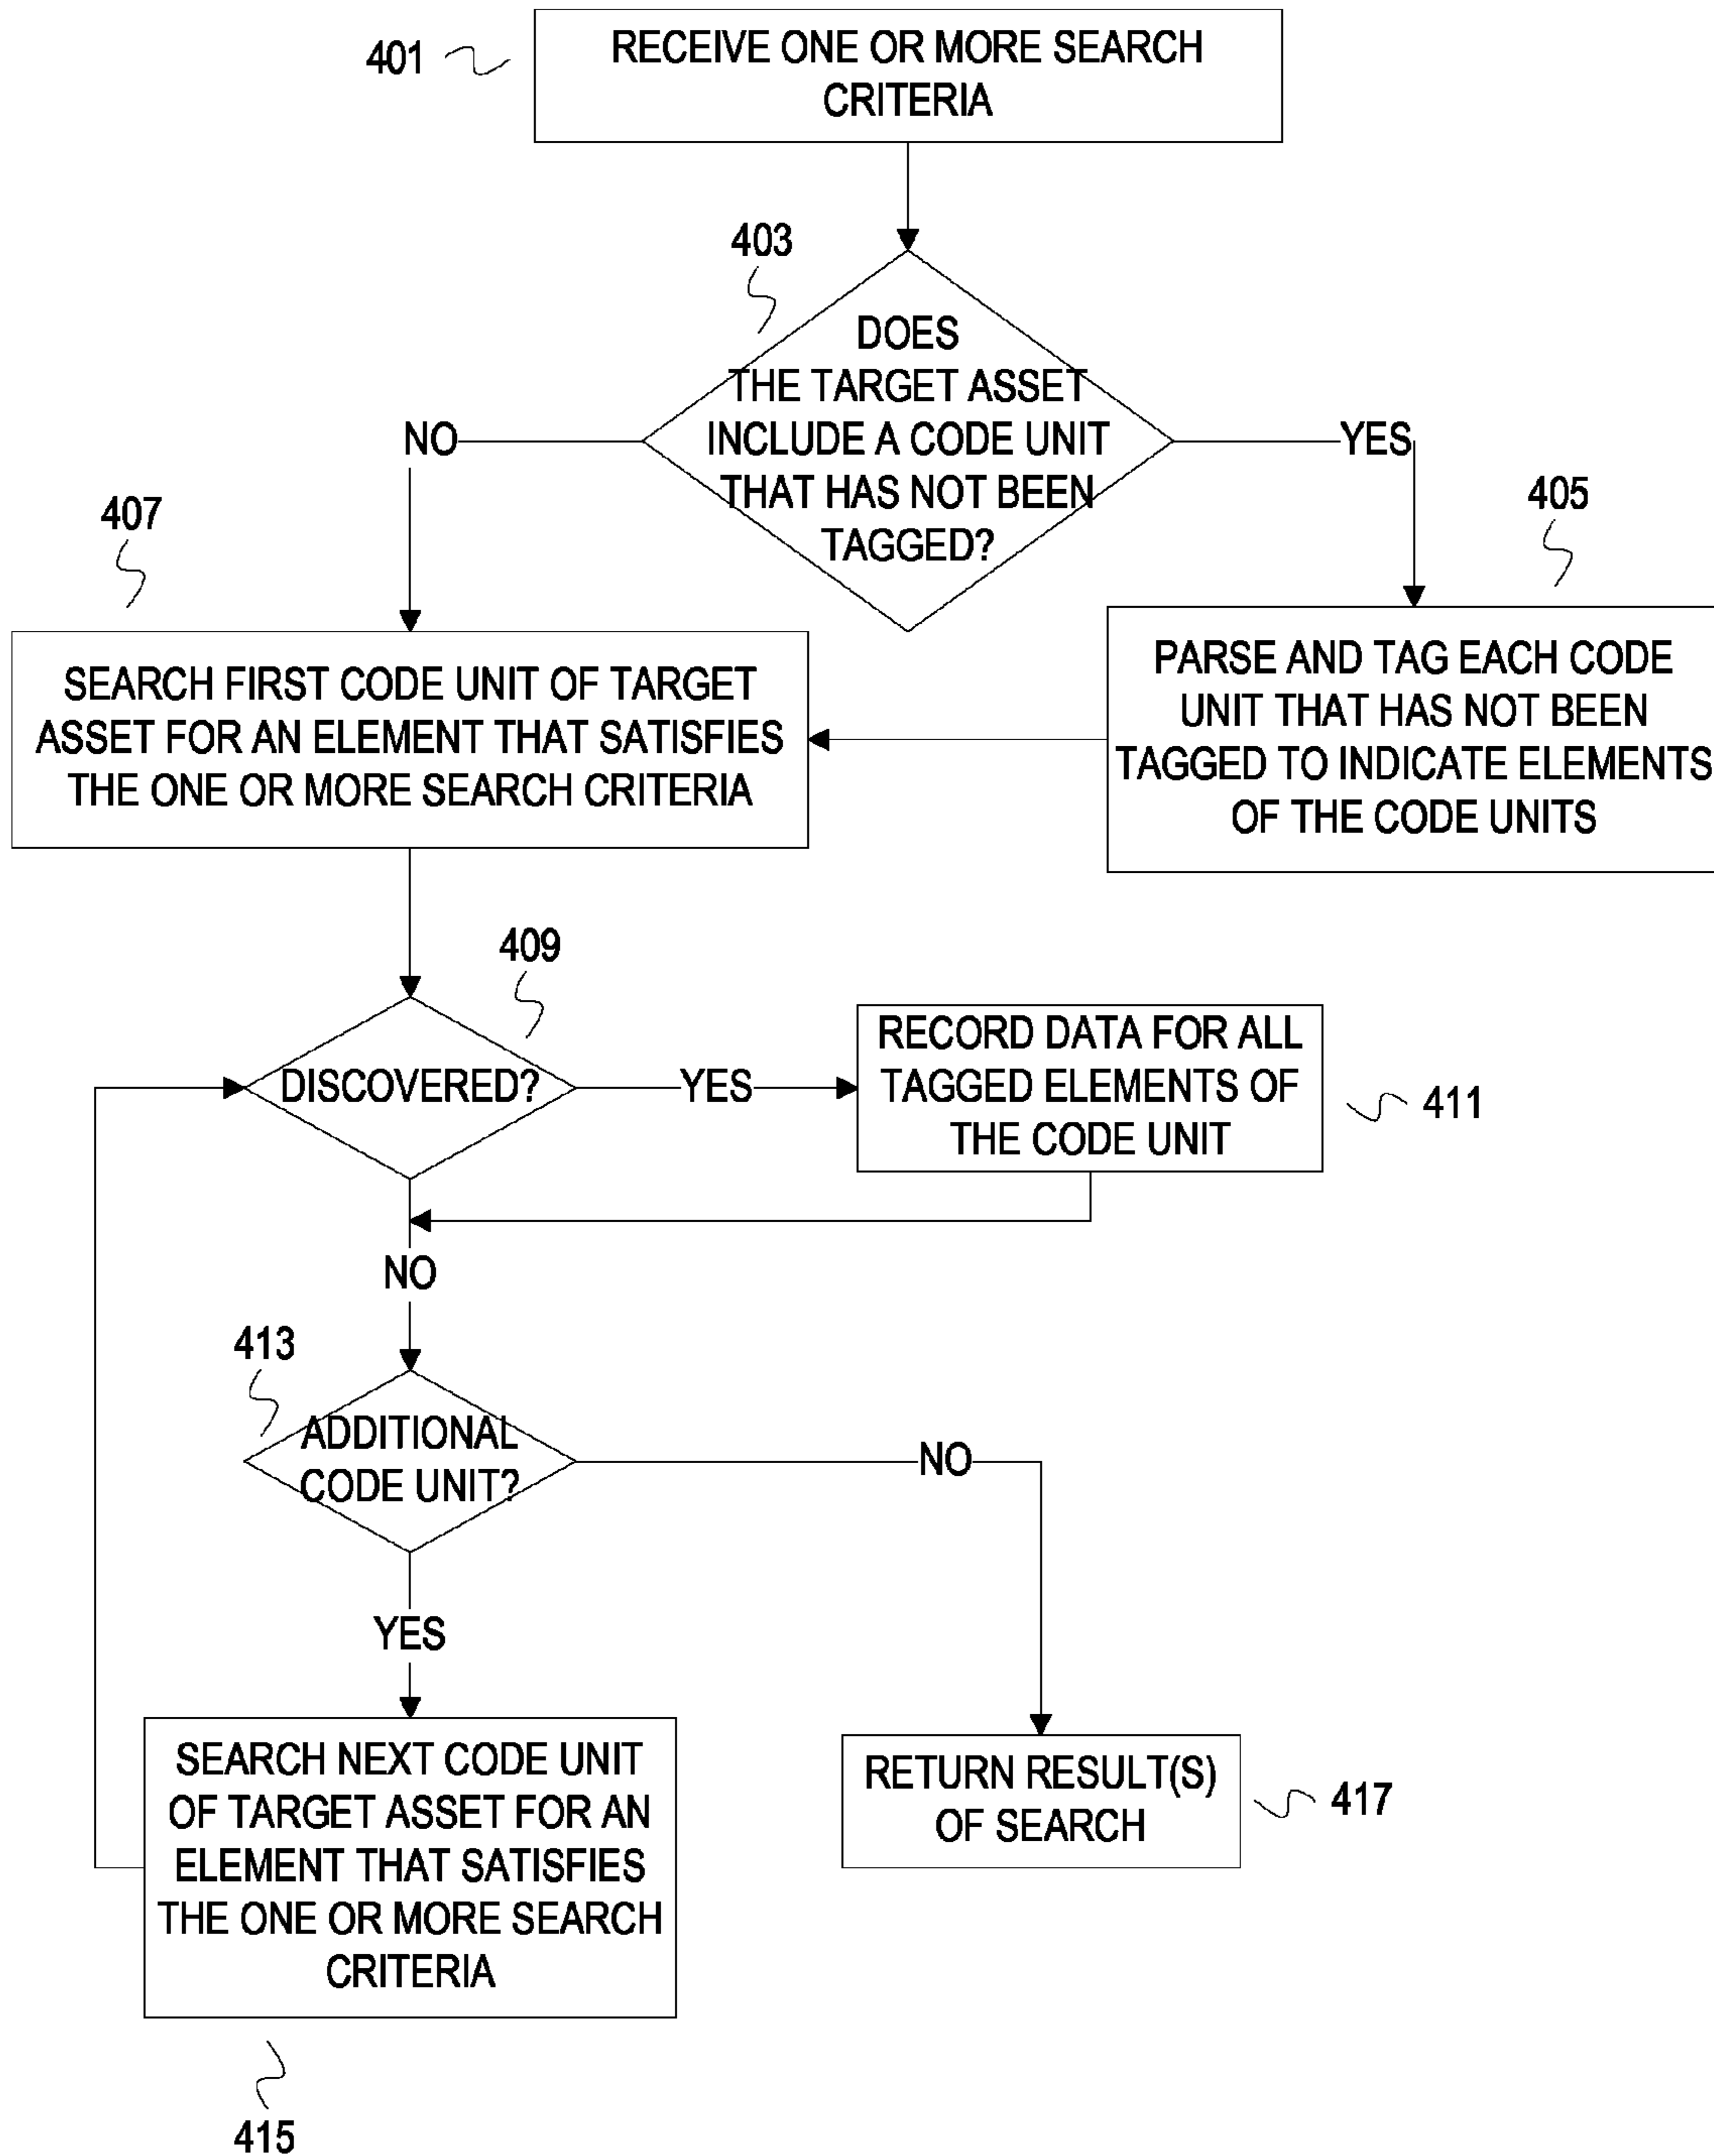 401
RECEIVE ONE OR MORE SEARCH
CRITERIA
403
DOES
THE TARGET ASSET
INCLUDE A CODE UNIT
THAT HAS NOT BEEN
TAGGED?
NO
YES
407
405
SEARCH FIRST CODE UNIT OF TARGET
ASSET FOR AN ELEMENT THAT SATISFIES
THE ONE OR MORE SEARCH CRITERIA
PARSE AND TAG EACH CODE
UNIT THAT HAS NOT BEEN
TAGGED TO INDICATE ELEMENTS
OF THE CODE UNITS
409
DISCOVERED?
YES
RECORD DATA FOR ALL
TAGGED ELEMENTS OF
THE CODE UNIT
411
NO
413
ADDITIONAL
CODE UNIT?
NO
YES
SEARCH NEXT CODE UNIT
OF TARGET ASSET FOR AN
ELEMENT THAT SATISFIES
THE ONE OR MORE SEARCH
CRITERIA
RETURN RESULT(S)
OF SEARCH
417
415